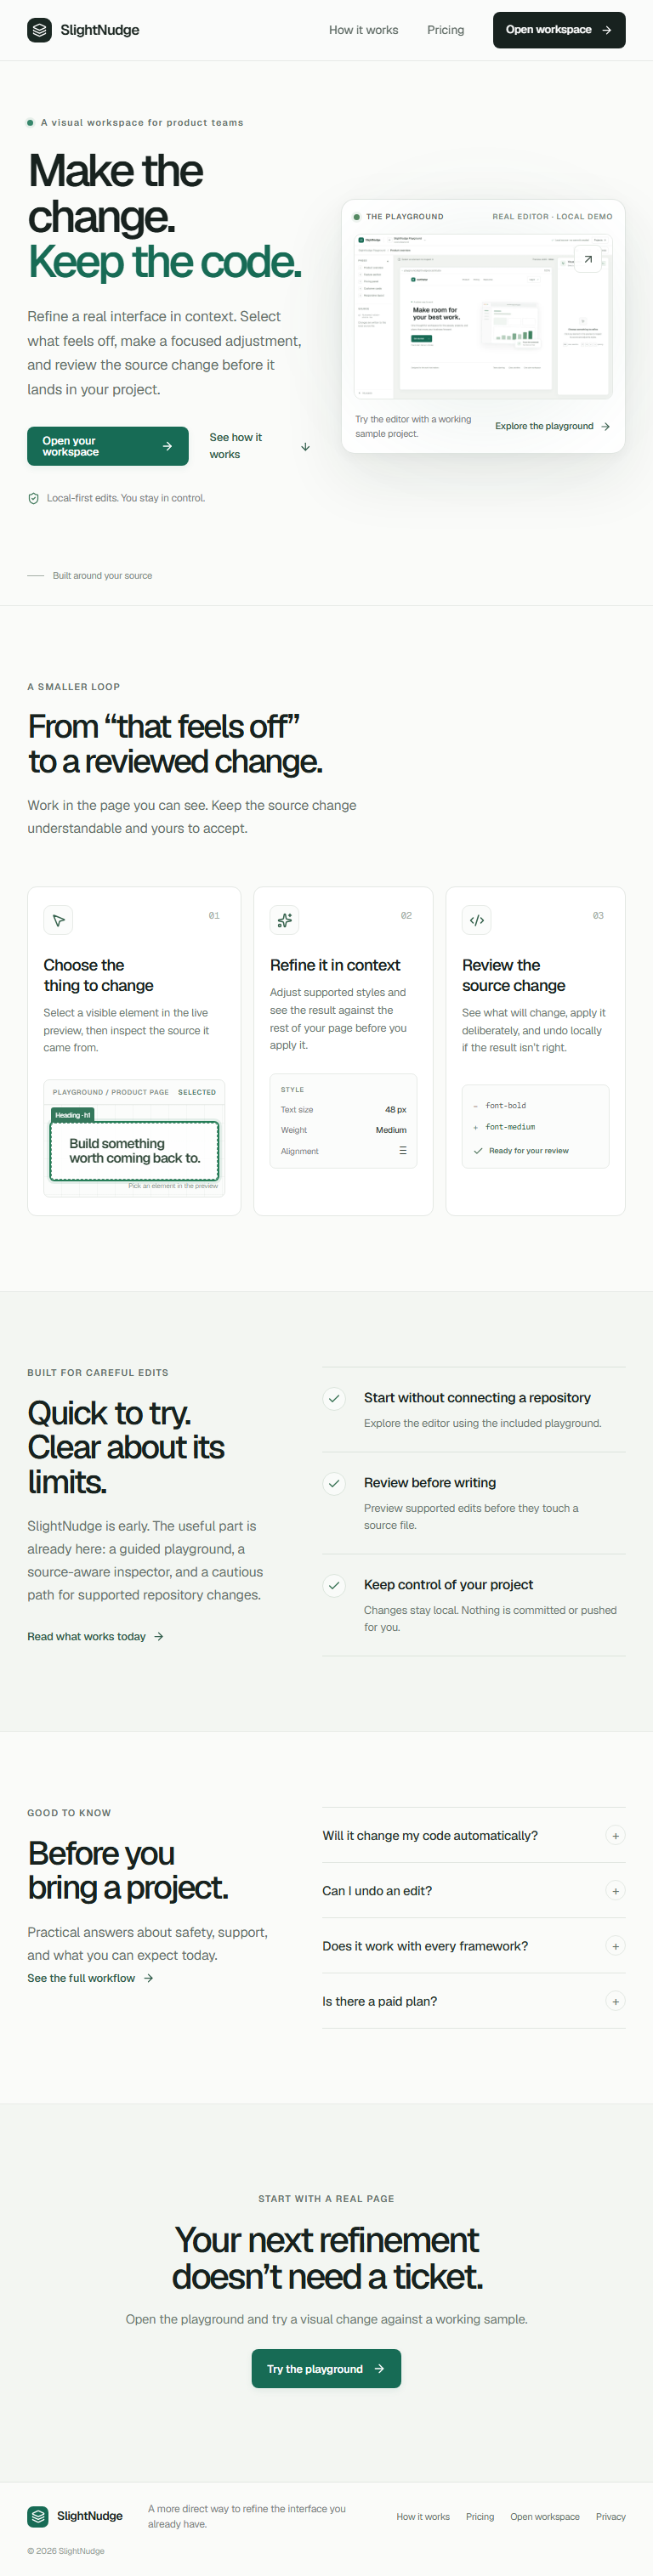 SlightNudge
How it works
Pricing
Open workspace
A visual workspace for product teams
Make the
change.
Keep the code.
Refine a real interface in context. Select
what feels off, make a focused adjustment,
and review the source change before it
lands in your project.
Open your
workspace
See how it
works
Local-first edits. You stay in control.
THE PLAYGROUND
REAL EDITOR · LOCAL DEMO
Make room for
your best work.
Try the editor with a working
sample project.
Explore the playground
Built around your source
A SMALLER LOOP
From “that feels off”
to a reviewed change.
Work in the page you can see. Keep the source change
understandable and yours to accept.
01
Choose the
thing to change
Select a visible element in the live
preview, then inspect the source it
came from.
PLAYGROUND / PRODUCT PAGE
SELECTED
Heading · h1
Build something
worth coming back to.
Pick an element in the preview
02
Refine it in context
Adjust supported styles and
see the result against the
rest of your page before you
apply it.
STYLE
Text size
48 px
Weight
Medium
Alignment
03
Review the
source change
See what will change, apply it
deliberately, and undo locally
if the result isn’t right.
− font-bold
+ font-medium
Ready for your review
BUILT FOR CAREFUL EDITS
Quick to try.
Clear about its
limits.
SlightNudge is early. The useful part is
already here: a guided playground, a
source-aware inspector, and a cautious
path for supported repository changes.
Read what works today
Start without connecting a repository
Explore the editor using the included playground.
Review before writing
Preview supported edits before they touch a
source file.
Keep control of your project
Changes stay local. Nothing is committed or pushed
for you.
GOOD TO KNOW
Before you
bring a project.
Practical answers about safety, support,
and what you can expect today.
See the full workflow
Will it change my code automatically?
+
Can I undo an edit?
+
Does it work with every framework?
+
Is there a paid plan?
+
START WITH A REAL PAGE
Your next refinement
doesn’t need a ticket.
Open the playground and try a visual change against a working sample.
Try the playground
SlightNudge
A more direct way to refine the interface you
already have.
How it works
Pricing
Open workspace
Privacy
© 2026 SlightNudge